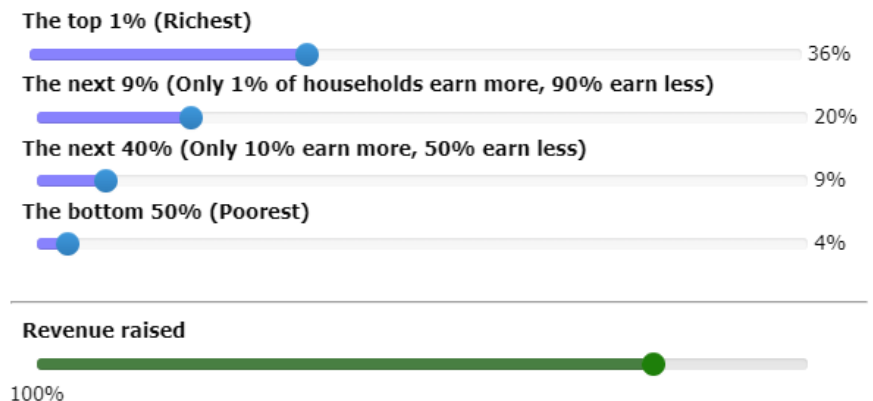 The top 1% (Richest)
36%
The next 9% (Only 1% of households earn more, 90% earn less)
20%
The next 40% (Only 10% earn more, 50% earn less)
9%
The bottom 50% (Poorest)
4%
Revenue raised
100%